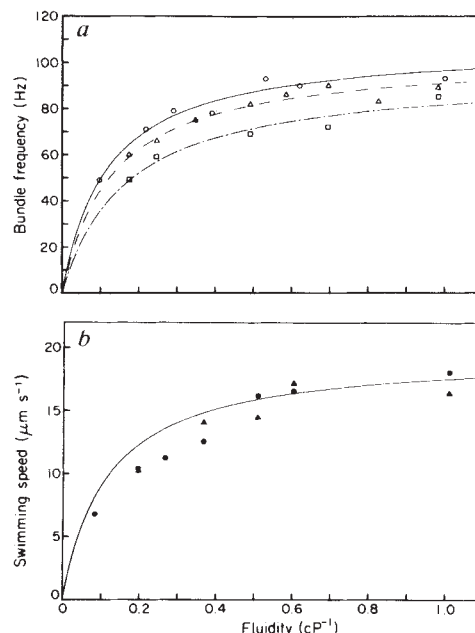 a
120
100
80
60
40
20
0
Bundle frequency (Hz)
b
20
15
10
5
0
Swimming speed (μm s⁻¹)
0 0.2 0.4 0.6 0.8 1.0
Fluidity (cP⁻¹)